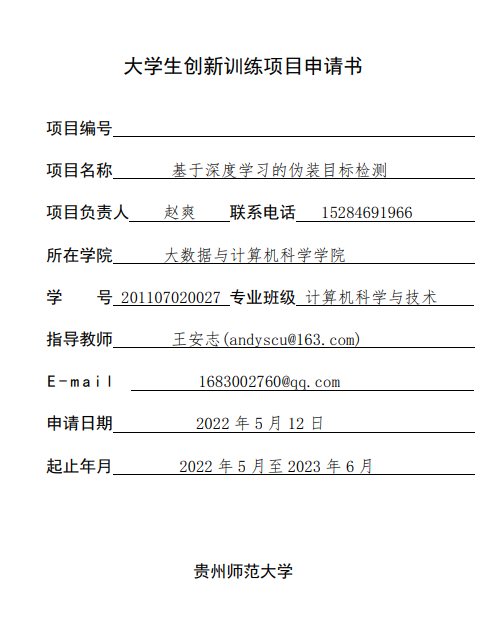 大学生创新训练项目申请书
项目编号
项目名称 基于深度学习的伪装目标检测
项目负责人 赵爽 联系电话 15284691966
所在学院 大数据与计算机科学学院
学 号 201107020027 专业班级 计算机科学与技术
指导教师 王安志(andyscu@163.com)
E-mail 1683002760@qq.com
申请日期 2022 年 5 月 12 日
起止年月 2022 年 5 月至 2023 年 6 月
贵州师范大学